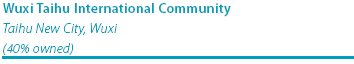 Wuxi Taihu International Community
Taihu New City, Wuxi
(40% owned)